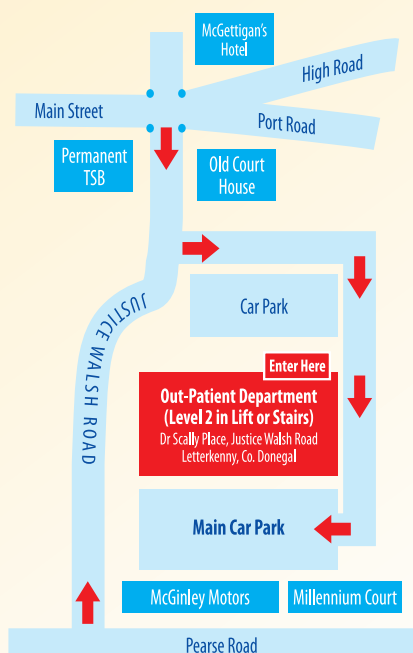 McGettigan's
Hotel
High Road
Main Street
Port Road
Permanent
TSB
Old Court
House
Car Park
JUSTICE WALSH ROAD
Enter Here
Out-Patient Department
(Level 2 in Lift or Stairs)
Dr Scally Place, Justice Walsh Road
Letterkenny, Co. Donegal
Main Car Park
McGinley Motors
Millennium Court
Pearse Road